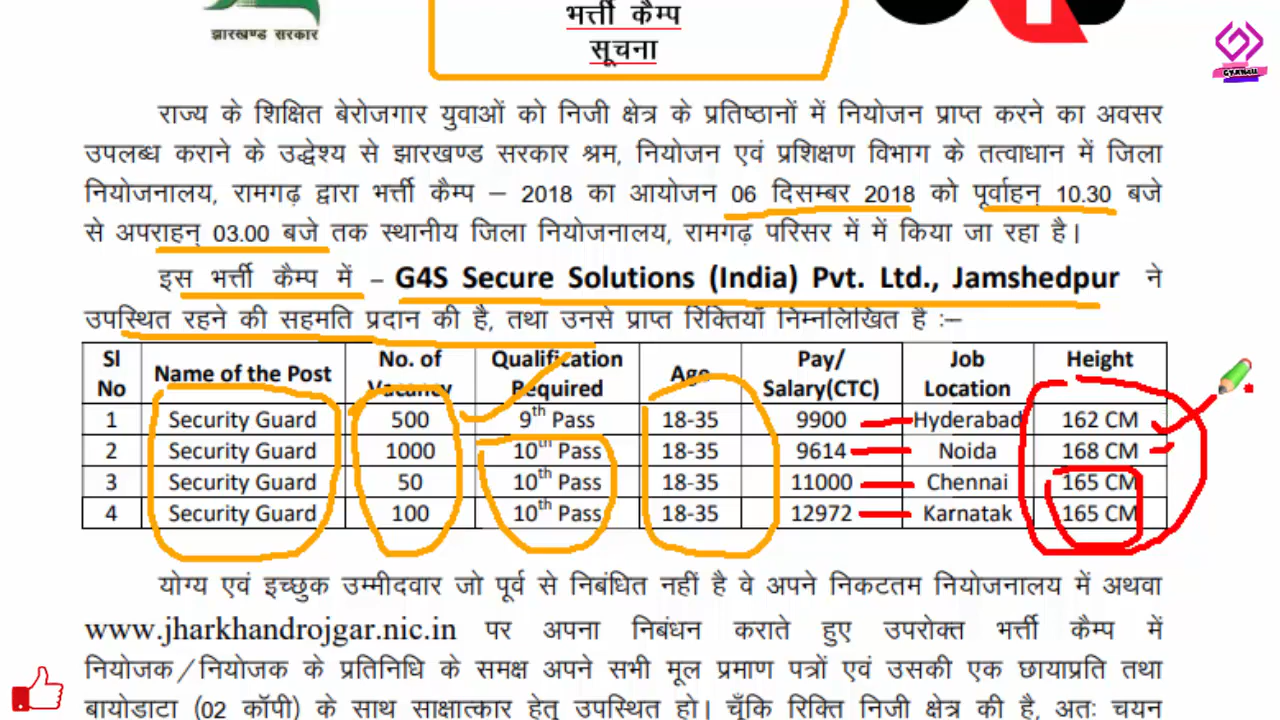 झारखण्ड सरकार
भर्त्ती कैम्प
सूचना
GYAN4U
राज्य के शिक्षित बेरोजगार युवाओं को निजी क्षेत्र के प्रतिष्ठानों में नियोजन प्राप्त करने का अवसर
उपलब्ध कराने के उद्धेश्य से झारखण्ड सरकार श्रम, नियोजन एवं प्रशिक्षण विभाग के तत्वाधान में जिला
नियोजनालय, रामगढ़ द्वारा भर्त्ती कैम्प – 2018 का आयोजन 06 दिसम्बर 2018 को पूर्वाहन् 10.30 बजे
से अपराहन् 03.00 बजे तक स्थानीय जिला नियोजनालय, रामगढ़ परिसर में में किया जा रहा है।
इस भर्त्ती कैम्प में – G4S Secure Solutions (India) Pvt. Ltd., Jamshedpur ने
उपस्थित रहने की सहमति प्रदान की है, तथा उनसे प्राप्त रिक्तियाँ निम्नलिखित है :–
Sl No Name of the Post No. of Vacancy Qualification Required Age Pay/ Salary(CTC) Job Location Height
1 Security Guard 500 9th Pass 18-35 9900 Hyderabad 162 CM
2 Security Guard 1000 10th Pass 18-35 9614 Noida 168 CM
3 Security Guard 50 10th Pass 18-35 11000 Chennai 165 CM
4 Security Guard 100 10th Pass 18-35 12972 Karnatak 165 CM
योग्य एवं इच्छुक उम्मीदवार जो पूर्व से निबंधित नहीं है वे अपने निकटतम नियोजनालय में अथवा
www.jharkhandrojgar.nic.in पर अपना निबंधन कराते हुए उपरोक्त भर्त्ती कैम्प में
नियोजक/नियोजक के प्रतिनिधि के समक्ष अपने सभी मूल प्रमाण पत्रों एवं उसकी एक छायाप्रति तथा
बायोडाटा (02 कॉपी) के साथ साक्षात्कार हेतु उपस्थित हो। चूँकि रिक्ति निजी क्षेत्र की है, अतः चयन